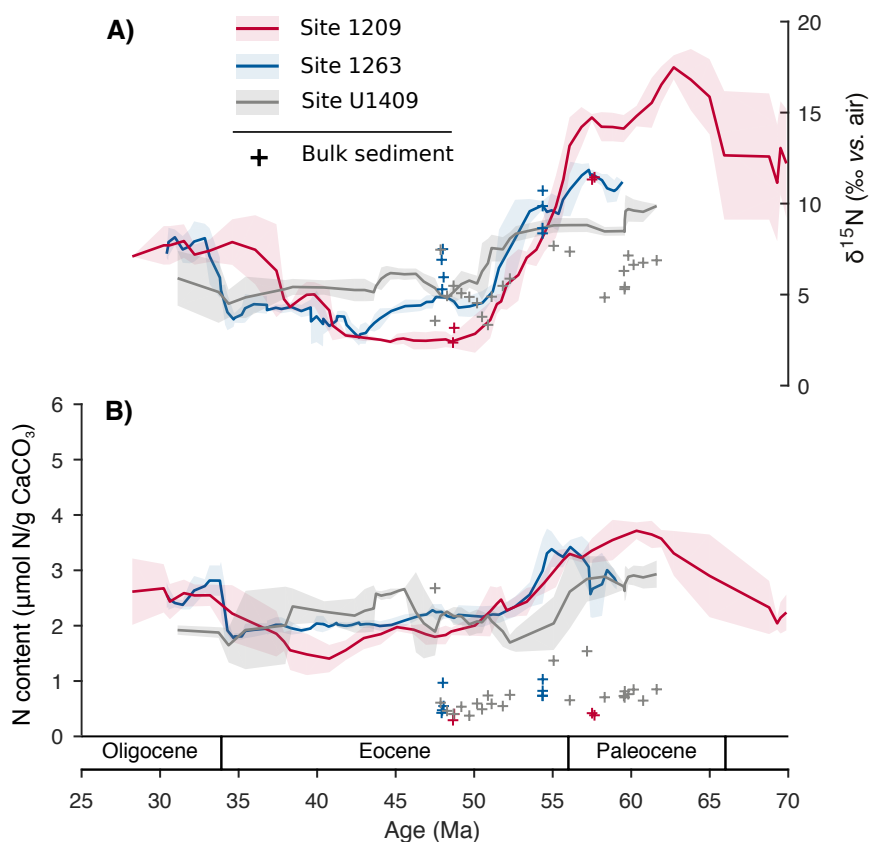 A)
Site 1209
Site 1263
Site U1409
Bulk sediment
20
15
10
5
0
δ¹⁵N (‰ vs. air)
B)
6
5
4
3
2
1
0
N content (μmol N/g CaCO₃)
Oligocene Eocene Paleocene
25 30 35 40 45 50 55 60 65 70
Age (Ma)